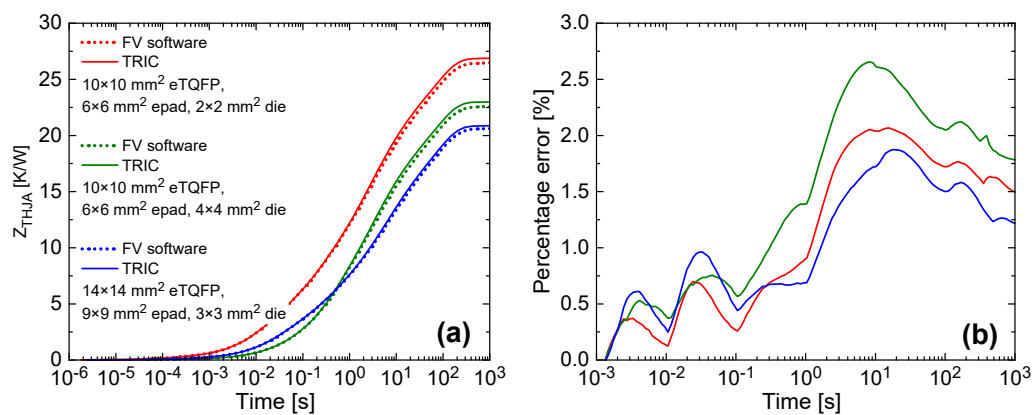 30
25
20
15
10
5
0
Z_THJA [K/W]
FV software
TRIC
10×10 mm² eTQFP,
6×6 mm² epad, 2×2 mm² die
FV software
TRIC
10×10 mm² eTQFP,
6×6 mm² epad, 4×4 mm² die
FV software
TRIC
14×14 mm² eTQFP,
9×9 mm² epad, 3×3 mm² die
(a)
10⁻⁶ 10⁻⁵ 10⁻⁴ 10⁻³ 10⁻² 10⁻¹ 10⁰ 10¹ 10² 10³
Time [s]
3.0
2.5
2.0
1.5
1.0
0.5
0.0
Percentage error [%]
(b)
10⁻³ 10⁻² 10⁻¹ 10⁰ 10¹ 10² 10³
Time [s]